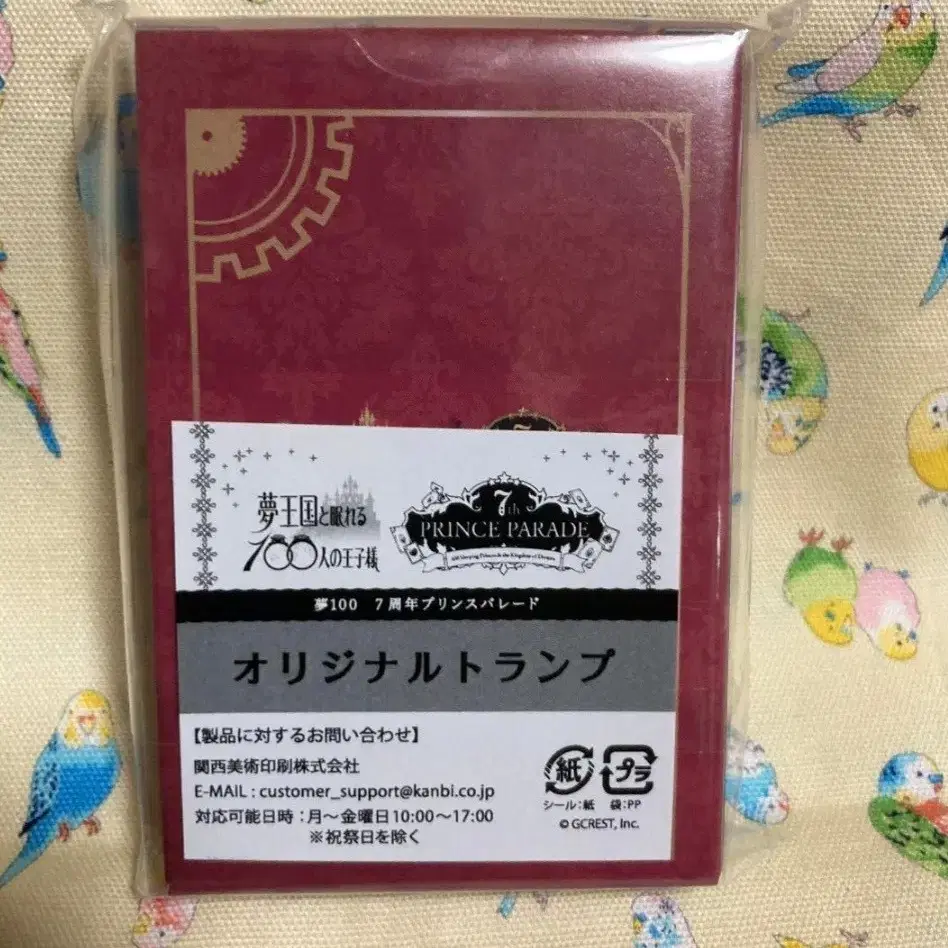 夢王国と眠れる
100人の王子様
7th
PRINCE PARADE
夢100 7周年プリンスパレード
オリジナルトランプ
【製品に対するお問い合わせ】
関西美術印刷株式会社
E-MAIL : customer_support@kanbi.co.jp
対応可能日時：月～金曜日10:00～17:00
※祝祭日を除く
紙 プラ
シール：紙 袋：PP
© GCREST, Inc.